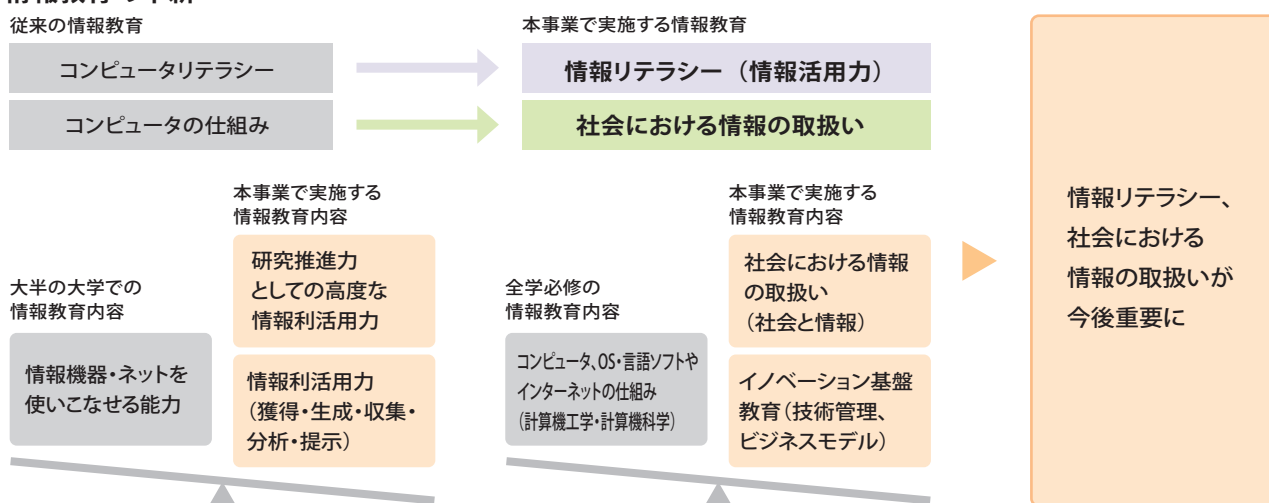 従来の情報教育
本事業で実施する情報教育
コンピュータリテラシー
情報リテラシー（情報活用力）
コンピュータの仕組み
社会における情報の取扱い
大半の大学での
情報教育内容
情報機器・ネットを
使いこなせる能力
本事業で実施する
情報教育内容
研究推進力
としての高度な
情報利活用力
情報利活用力
（獲得・生成・収集・
分析・提示）
全学必修の
情報教育内容
コンピュータ、OS・言語ソフトや
インターネットの仕組み
（計算機工学・計算機科学）
本事業で実施する
情報教育内容
社会における情報
の取扱い
（社会と情報）
イノベーション基盤
教育（技術管理、
ビジネスモデル）
情報リテラシー、
社会における
情報の取扱いが
今後重要に